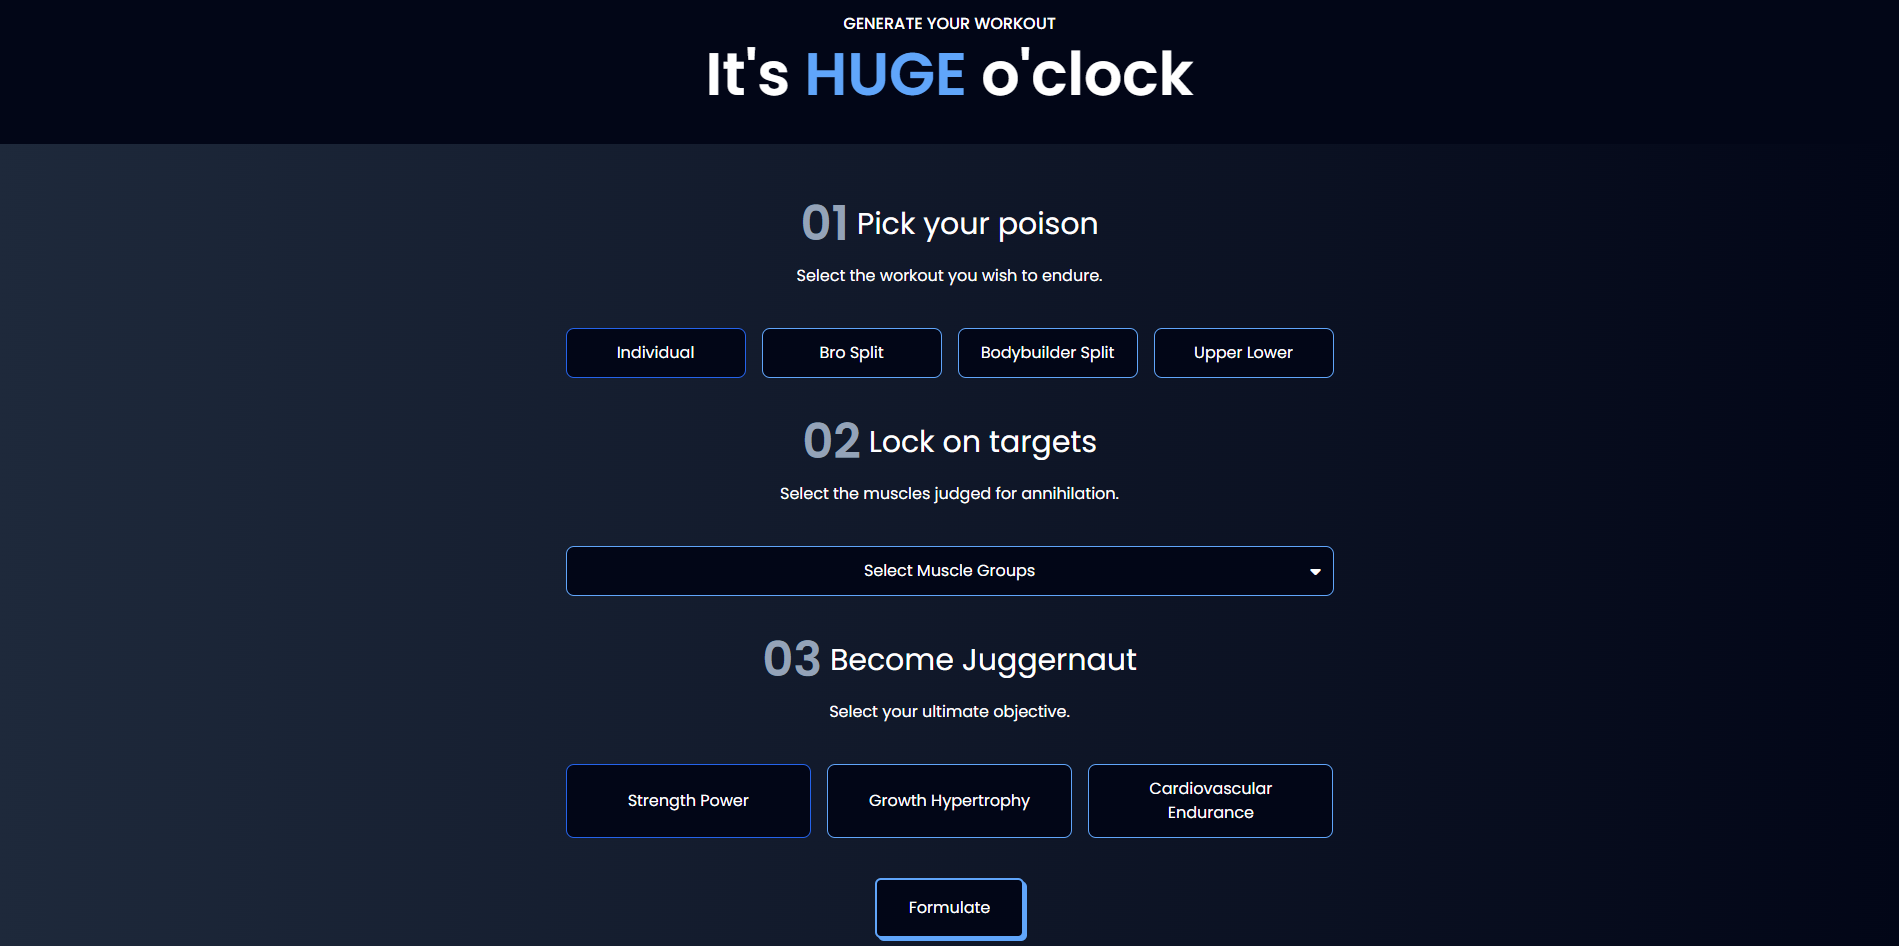 GENERATE YOUR WORKOUT
It's HUGE o'clock
01 Pick your poison
Select the workout you wish to endure.
Individual
Bro Split
Bodybuilder Split
Upper Lower
02 Lock on targets
Select the muscles judged for annihilation.
Select Muscle Groups
03 Become Juggernaut
Select your ultimate objective.
Strength Power
Growth Hypertrophy
Cardiovascular
Endurance
Formulate